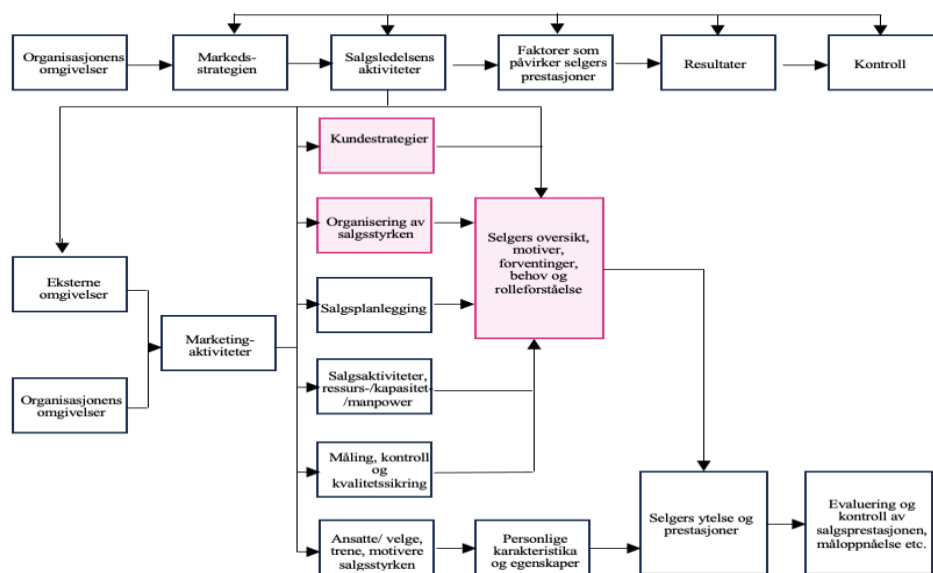 Organisasjonens
omgivelser
Markeds-
strategien
Salgsledelsens
aktiviteter
Faktorer som
påvirker selgers
prestasjoner
Resultater
Kontroll
Kundestrategier
Organisering av
salgsstyrken
Selgers oversikt,
motiver,
forventinger,
behov og
rolleforståelse
Eksterne
omgivelser
Salgsplanlegging
Marketing-
aktiviteter
Salgsaktiviteter,
ressurs-/kapasitet-
/manpower
Organisasjonens
omgivelser
Måling, kontroll
og
kvalitetssikring
Ansatte/ velge,
trene, motivere
salgsstyrken
Personlige
karakteristika
og egenskaper
Selgers ytelse og
prestasjoner
Evaluering og
kontroll av
salgsprestasjonen,
måloppnåelse etc.